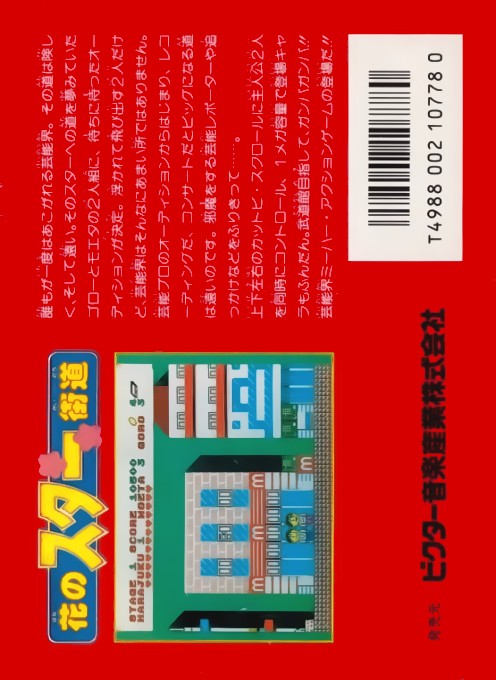 花のスター街道
はな かい どう
STAGE 1 SCORE 10500 4
HARAJUKU 1 MOETA 3 GORO 3
誰もが一度はあこがれる芸能界。その道は険し
く、そして遠い。そのスターへの道を夢みていた
ゴローとモエタの2人組に、待ちに待ったオー
ディションが決定。浮かれて飛び出す2人だけ
ど、芸能界はそんなにあまい所ではありません。
芸能プロのオーディションからはじまり、レコ
ーディングだ、コンサートだとビッグになる道
は遠いのです。邪魔をする芸能レポーターや追
っかけなどをふりきって……。
上下左右のカットビ・スクロールに主人公2人
を同時にコントロール、1メガ容量で登場キャ
ラもふんだん。武道館目指して、ガンバガンバ!!
芸能界ミーハー・アクションゲームの登場だ!!
T4988 002 10778 0
発売元 ビクター音楽産業株式会社